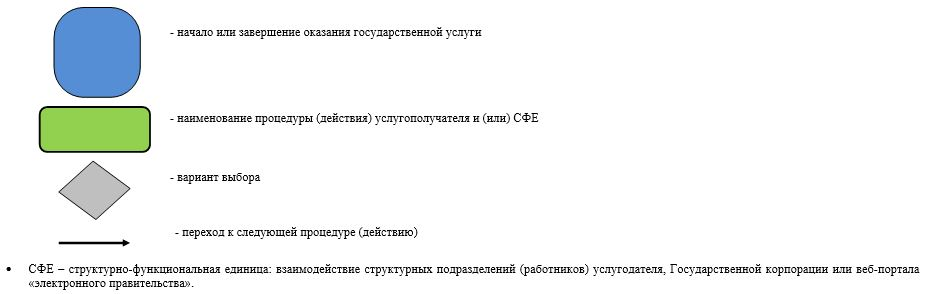 - начало или завершение оказания государственной услуги
- наименование процедуры (действия) услугополучателя и (или) СФЕ
- вариант выбора
- переход к следующей процедуре (действию)
• СФЕ – структурно-функциональная единица: взаимодействие структурных подразделений (работников) услугодателя, Государственной корпорации или веб-портала
«электронного правительства».